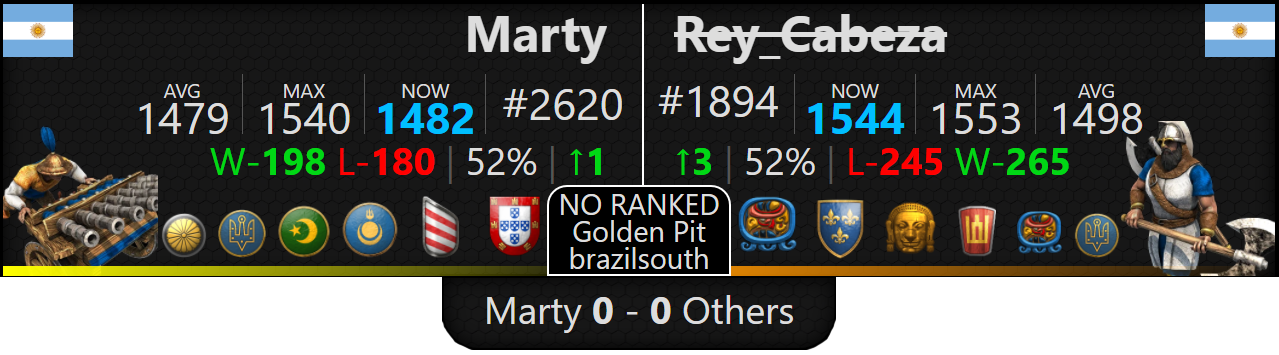 Marty Rey_Cabeza
AVG MAX NOW NOW MAX AVG
1479 1540 1482 #2620 #1894 1544 1553 1498
W-198 L-180 | 52% | ↑1 ↑3 | 52% | L-245 W-265
NO RANKED
Golden Pit
brazilsouth
Marty 0 - 0 Others